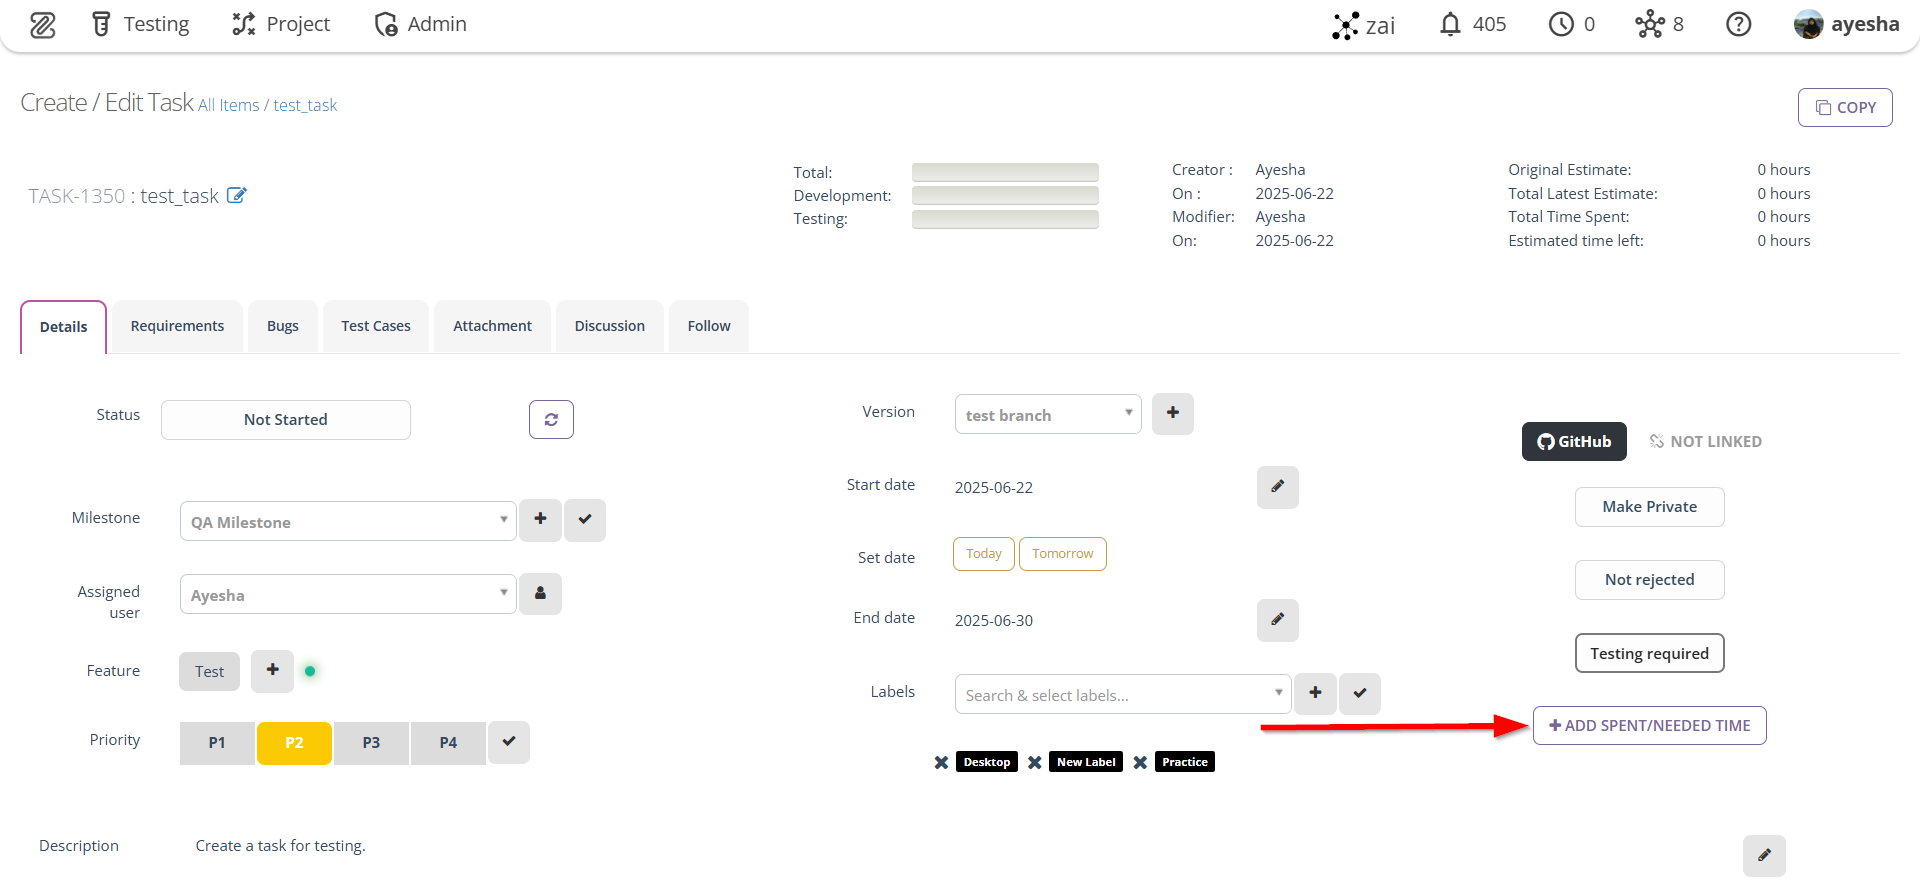 Testing Project Admin zai 405 0 8 ayesha
Create / Edit Task All Items / test_task
COPY
TASK-1350 : test_task
Total:
Development:
Testing:
Creator : Ayesha
On : 2025-06-22
Modifier: Ayesha
On: 2025-06-22
Original Estimate: 0 hours
Total Latest Estimate: 0 hours
Total Time Spent: 0 hours
Estimated time left: 0 hours
Details Requirements Bugs Test Cases Attachment Discussion Follow
Status Not Started
Milestone QA Milestone
Assigned
user
Ayesha
Feature Test
Priority P1 P2 P3 P4
Version test branch
Start date 2025-06-22
Set date Today Tomorrow
End date 2025-06-30
Labels Search & select labels...
Desktop New Label Practice
GitHub NOT LINKED
Make Private
Not rejected
Testing required
ADD SPENT/NEEDED TIME
Description Create a task for testing.